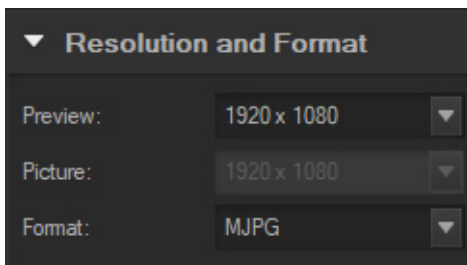 Resolution and Format
Preview: 1920 x 1080
Picture: 1920 x 1080
Format: MJPG